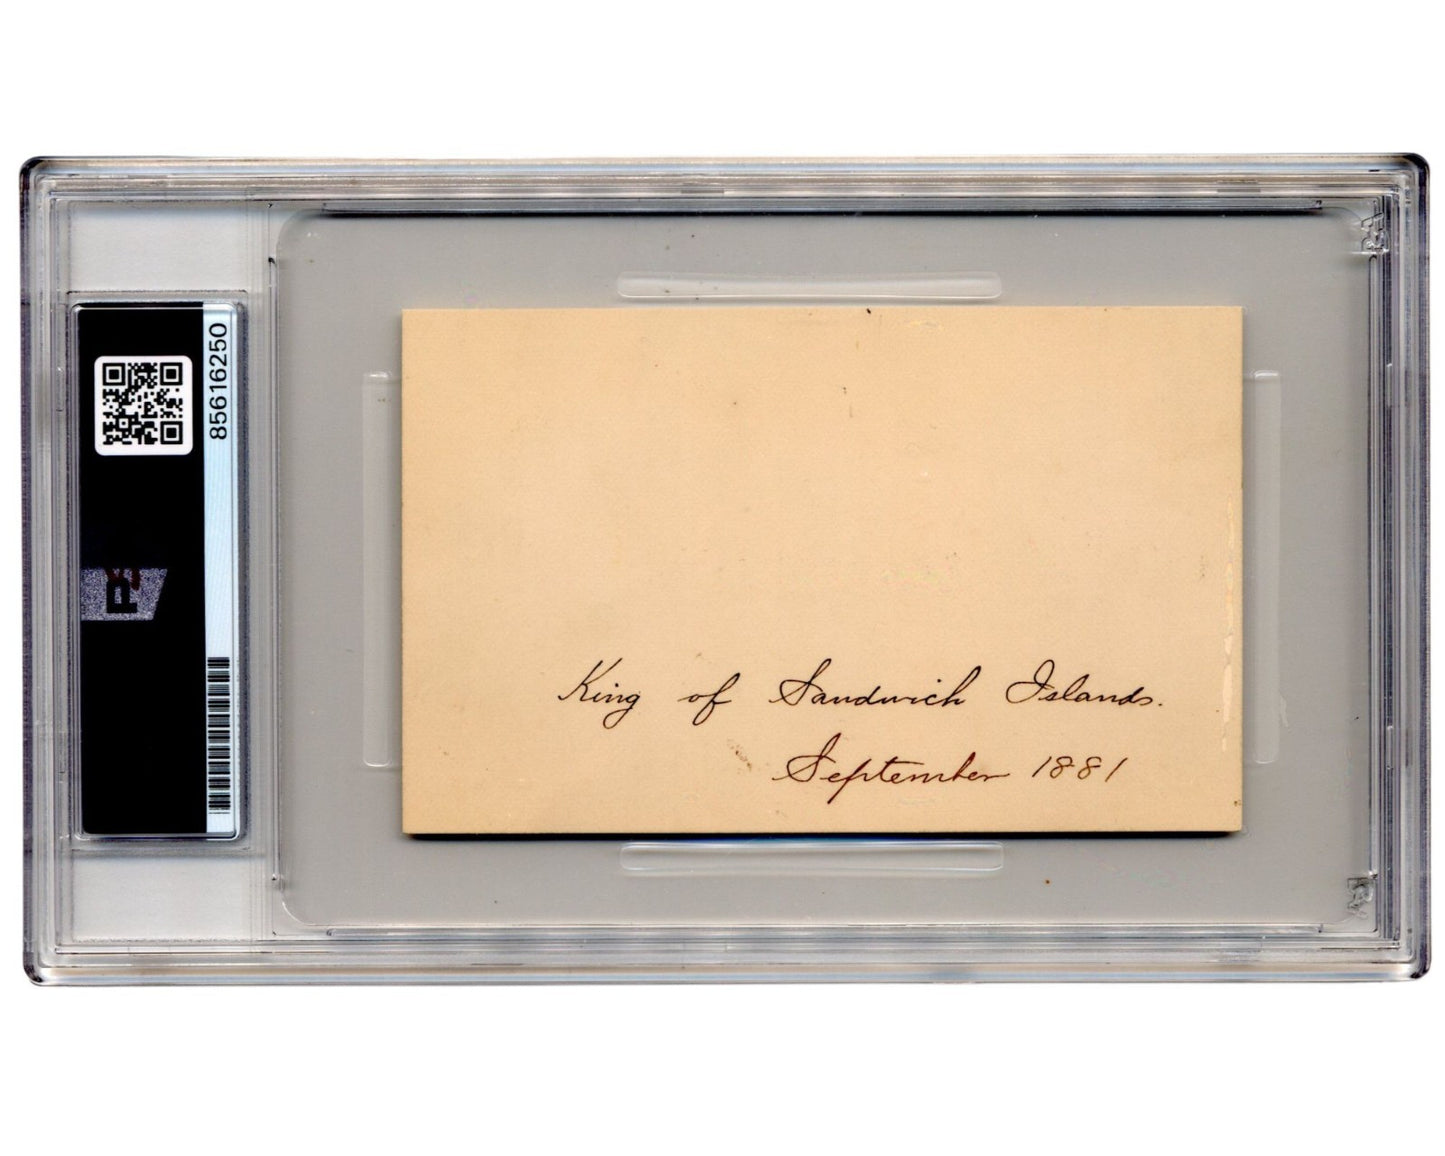 85616250
King of Sandwich Islands.
September 1881